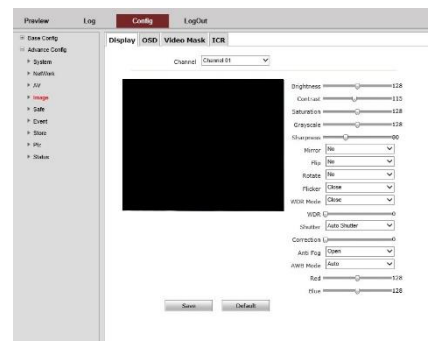 Preview Log Config LogOut
Base Config
Advance Config
System
NetWork
AV
Image
Safe
Event
Store
Ptz
Status
Display OSD Video Mask ICR
Channel Channel 01
Brightness 128
Contrast 115
Saturation 128
Grayscale 128
Sharpness
Mirror No
Flip No
Rotate No
Flicker Close
WDR Mode Close
WDR 0
Shutter Auto Shutter
Correction 0
Anti Fog Open
AWB Mode Auto
Red 128
Blue 128
Save Default